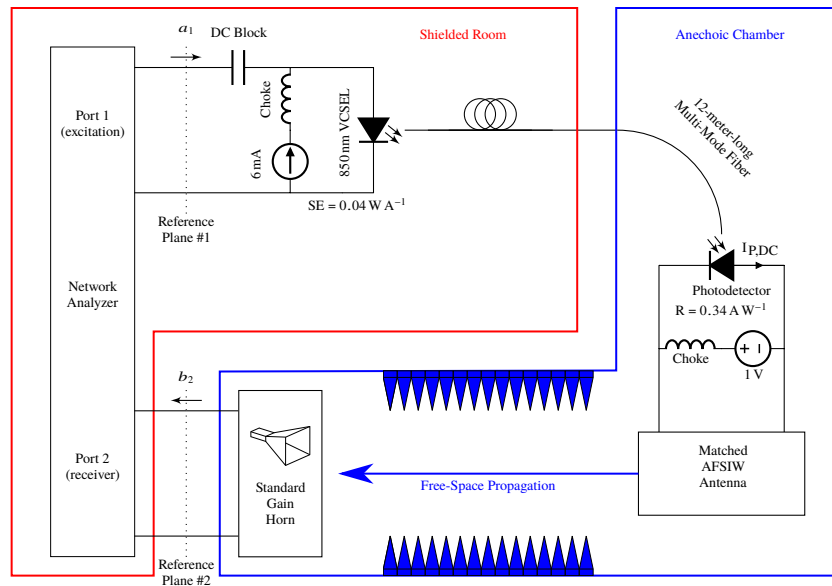 a1
DC Block
Shielded Room
Anechoic Chamber
Port 1
(excitation)
Choke
6 mA
850 nm VCSEL
12-meter-long
Multi-Mode Fiber
SE = 0.04 W A−1
Reference
Plane #1
IP,DC
Photodetector
R = 0.34 A W−1
Network
Analyzer
Choke
+ −
1 V
b2
Port 2
(receiver)
Standard
Gain
Horn
Free-Space Propagation
Matched
AFSIW
Antenna
Reference
Plane #2